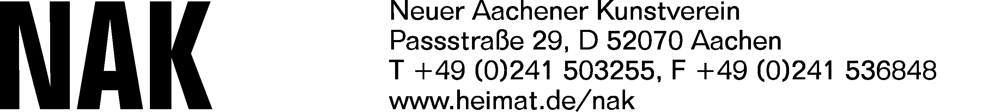 NAK
Neuer Aachener Kunstverein
Passstraße 29, D 52070 Aachen
T +49 (0)241 503255, F +49 (0)241 536848
www.heimat.de/nak